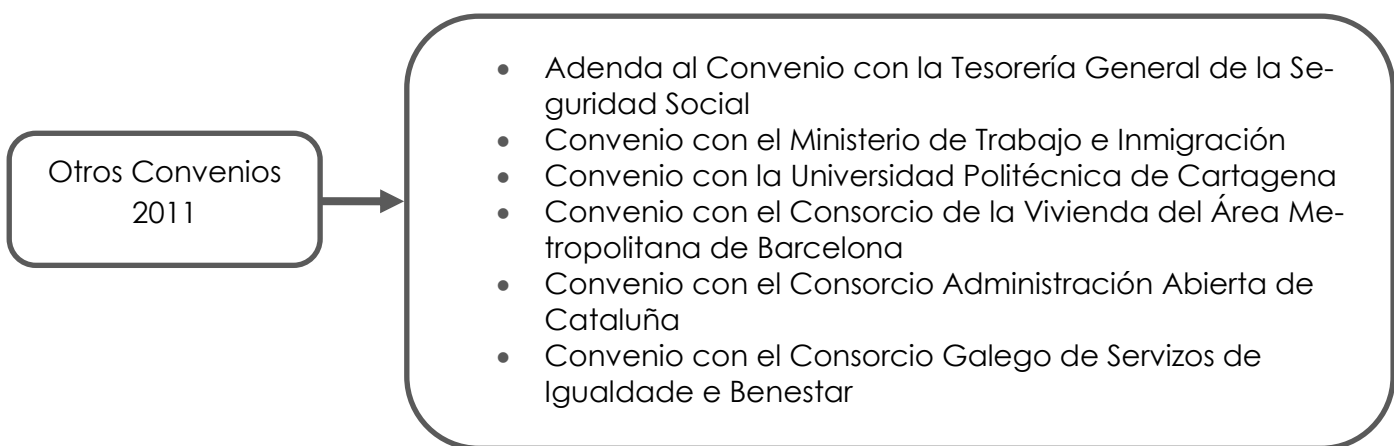 Otros Convenios
2011
• Adenda al Convenio con la Tesorería General de la Se-
guridad Social
• Convenio con el Ministerio de Trabajo e Inmigración
• Convenio con la Universidad Politécnica de Cartagena
• Convenio con el Consorcio de la Vivienda del Área Me-
tropolitana de Barcelona
• Convenio con el Consorcio Administración Abierta de
Cataluña
• Convenio con el Consorcio Galego de Servizos de
Igualdade e Benestar